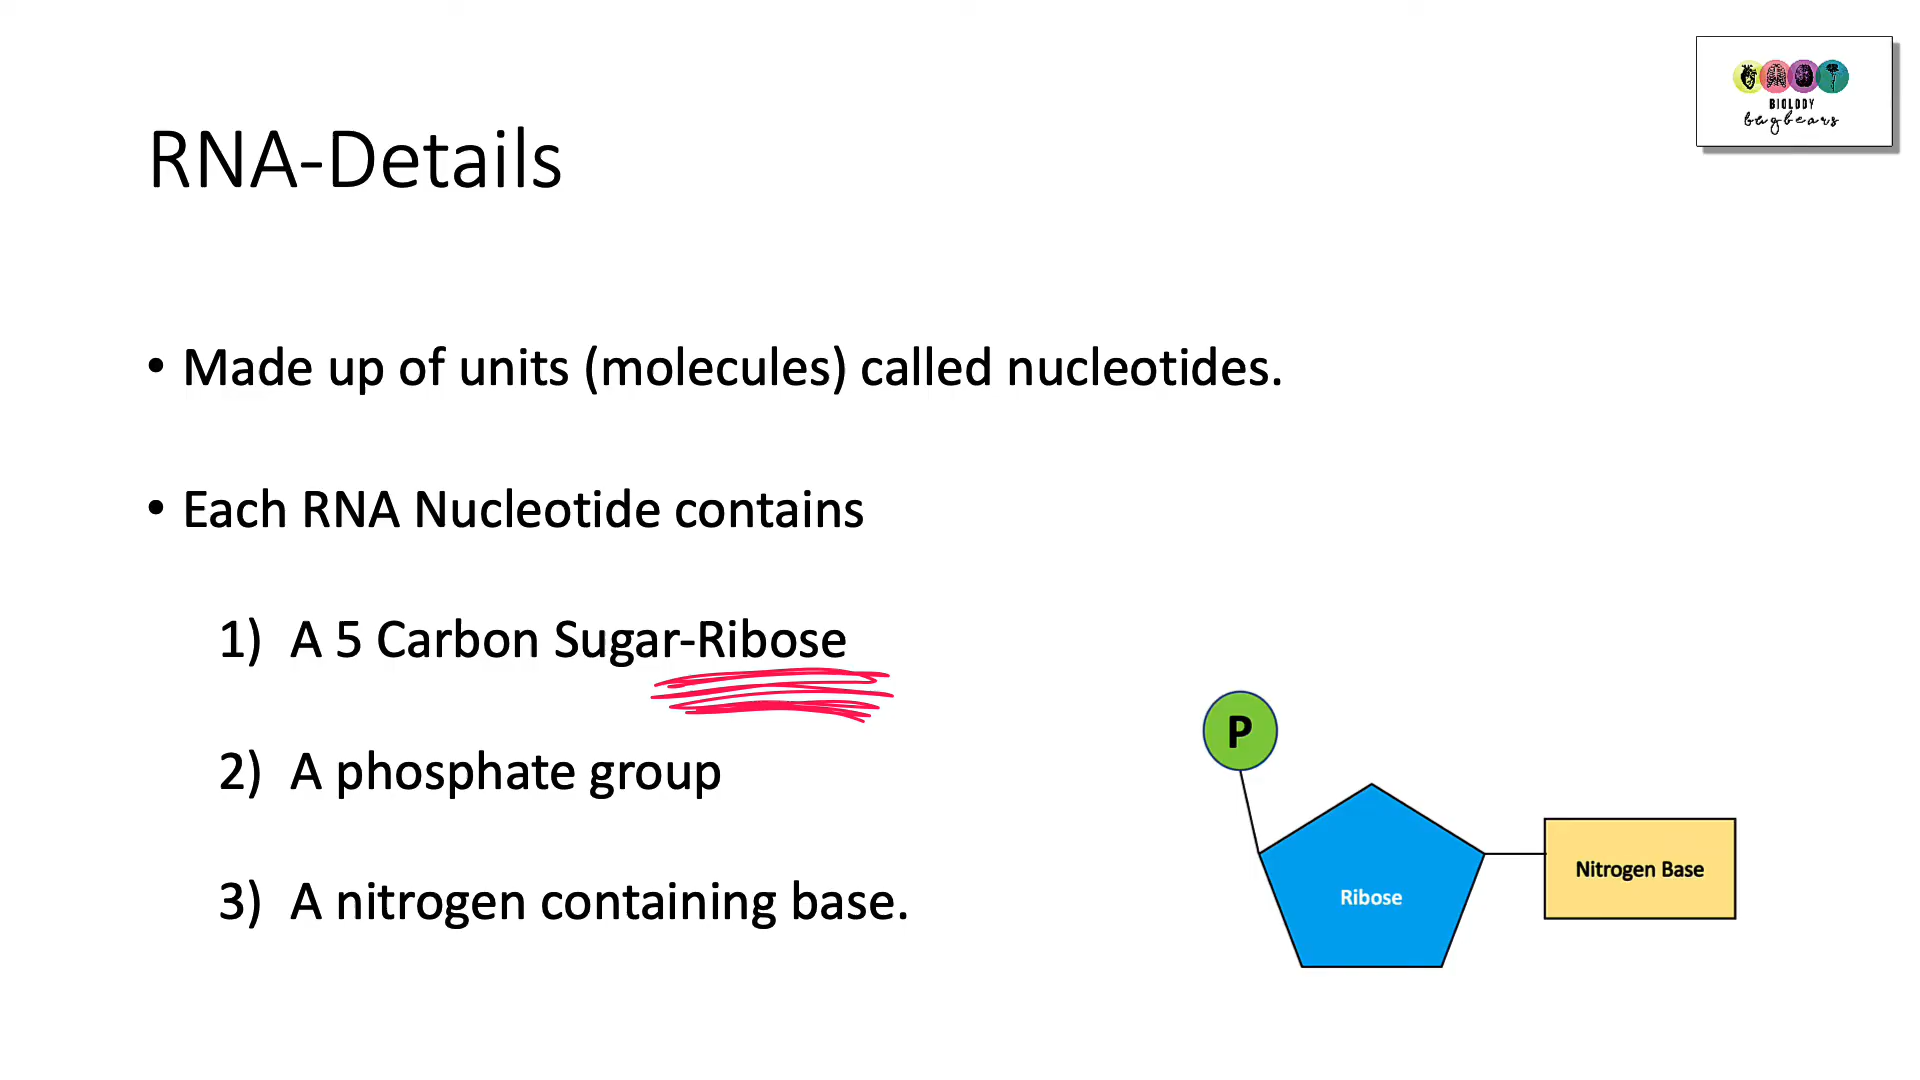 BIOLOGY
bugbears
RNA-Details
• Made up of units (molecules) called nucleotides.
• Each RNA Nucleotide contains
1) A 5 Carbon Sugar-Ribose
2) A phosphate group
3) A nitrogen containing base.
P
Ribose
Nitrogen Base